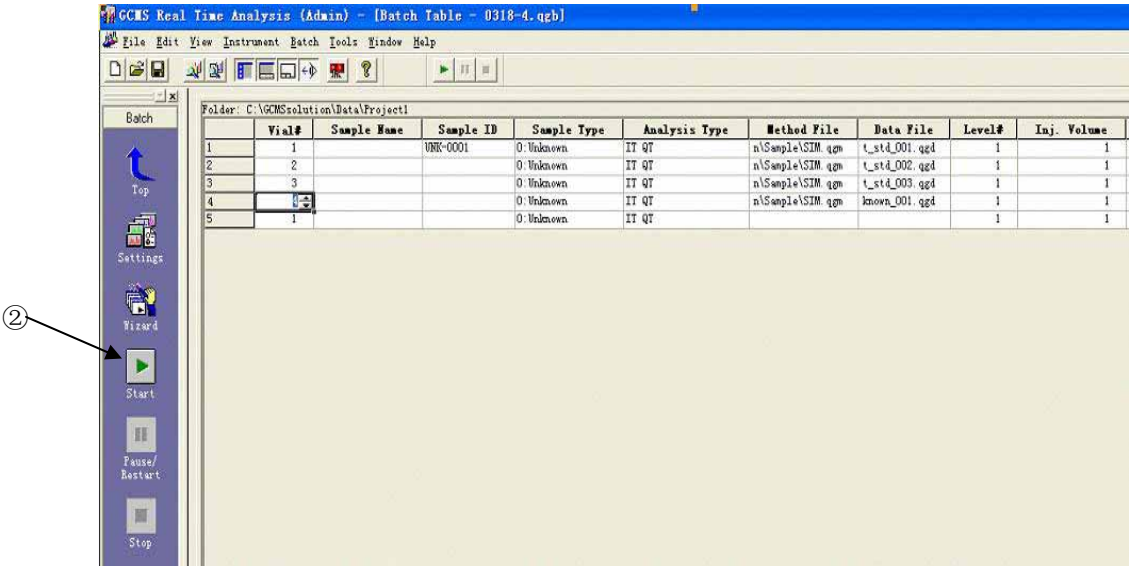 GCMS Real Time Analysis (Admin) - [Batch Table - 0318-4.qgb]
File Edit View Instrument Batch Tools Window Help
Batch
Folder: C:\GCMSsolution\Data\Project1
Vial# Sample Name Sample ID Sample Type Analysis Type Method File Data File Level# Inj. Volume
1 1 UNK-0001 0:Unknown IT QT n\Sample\SIM.qgm t_std_001.qgd 1 1
2 2 0:Unknown IT QT n\Sample\SIM.qgm t_std_002.qgd 1 1
3 3 0:Unknown IT QT n\Sample\SIM.qgm t_std_003.qgd 1 1
4 4 0:Unknown IT QT n\Sample\SIM.qgm known_001.qgd 1 1
5 1 0:Unknown IT QT 1 1
Top
Settings
Wizard
②
Start
Pause/
Restart
Stop